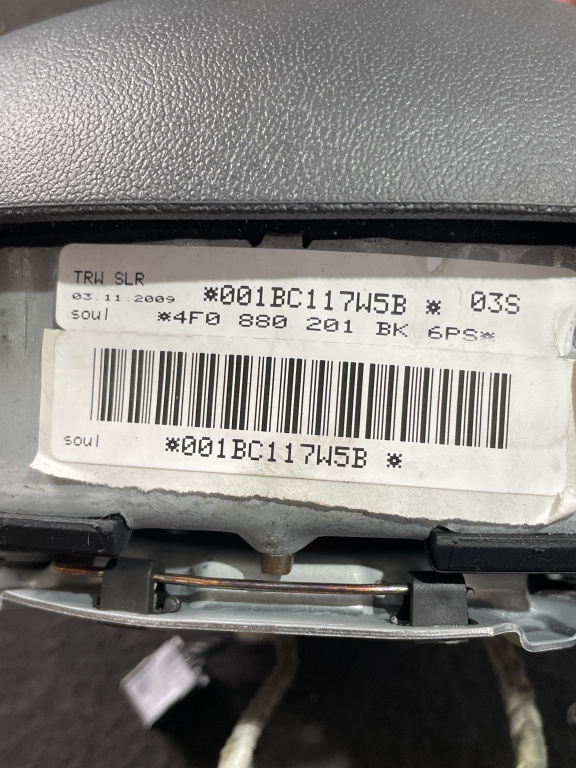 TRW SLR
03.11.2009 *001BC117W5B * 03S
soul *4F0 880 201 BK 6PS*
soul *001BC117W5B *